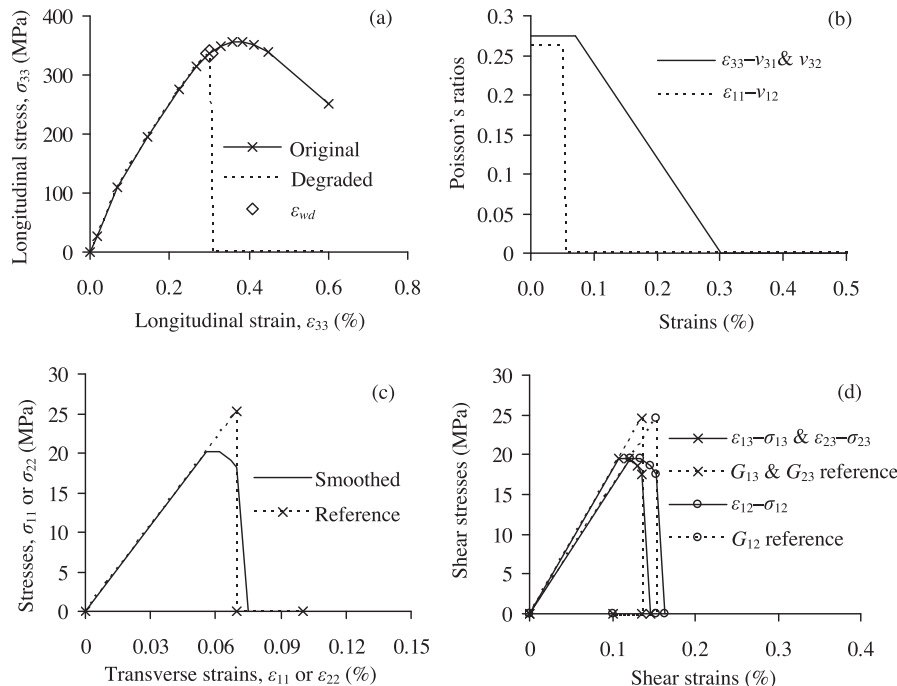 (a)
Longitudinal stress, σ33 (MPa)
400
300
200
100
0
Original
Degraded
εwd
0.0 0.2 0.4 0.6 0.8
Longitudinal strain, ε33 (%)
(b)
Poisson's ratios
0.3
0.25
0.2
0.15
0.1
0.05
0
ε33–ν31& ν32
ε11–ν12
0 0.1 0.2 0.3 0.4 0.5
Strains (%)
(c)
Stresses, σ11 or σ22 (MPa)
30
25
20
15
10
5
0
Smoothed
Reference
0 0.03 0.06 0.09 0.12 0.15
Transverse strains, ε11 or ε22 (%)
(d)
Shear stresses (MPa)
30
25
20
15
10
5
0
ε13–σ13 & ε23–σ23
G13 & G23 reference
ε12–σ12
G12 reference
0 0.1 0.2 0.3 0.4
Shear strains (%)